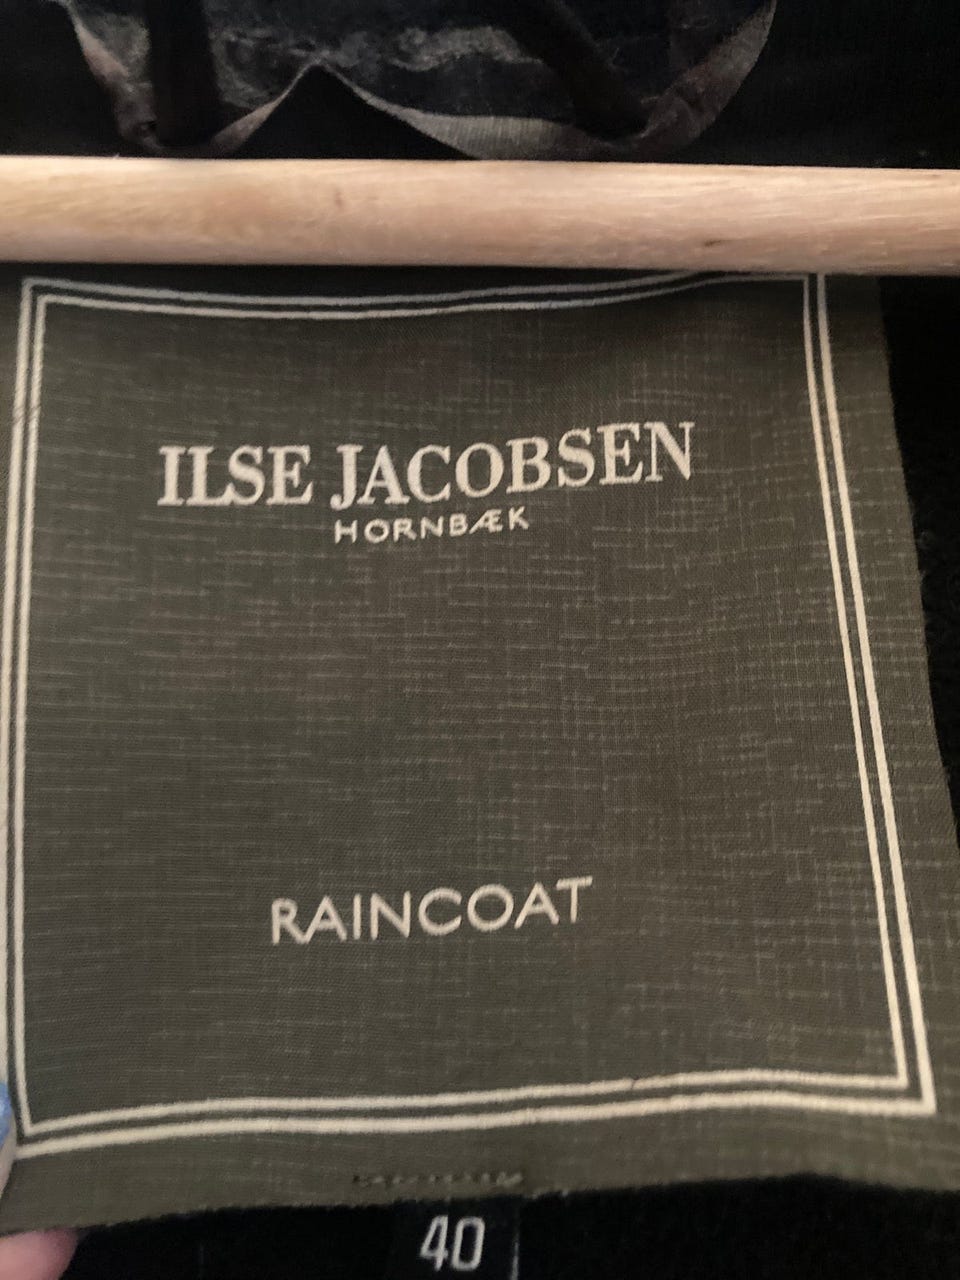 ILSE JACOBSEN
HORNBÆK
RAINCOAT
40